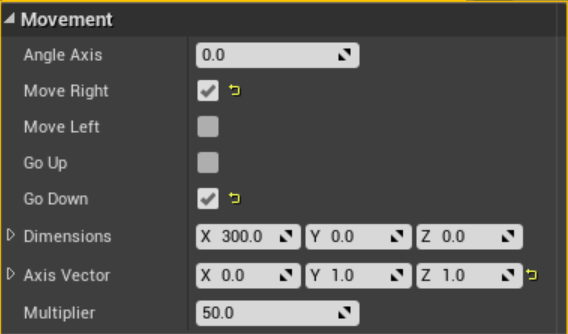 Movement
Angle Axis 0.0
Move Right
Move Left
Go Up
Go Down
Dimensions X 300.0 Y 0.0 Z 0.0
Axis Vector X 0.0 Y 1.0 Z 1.0
Multiplier 50.0